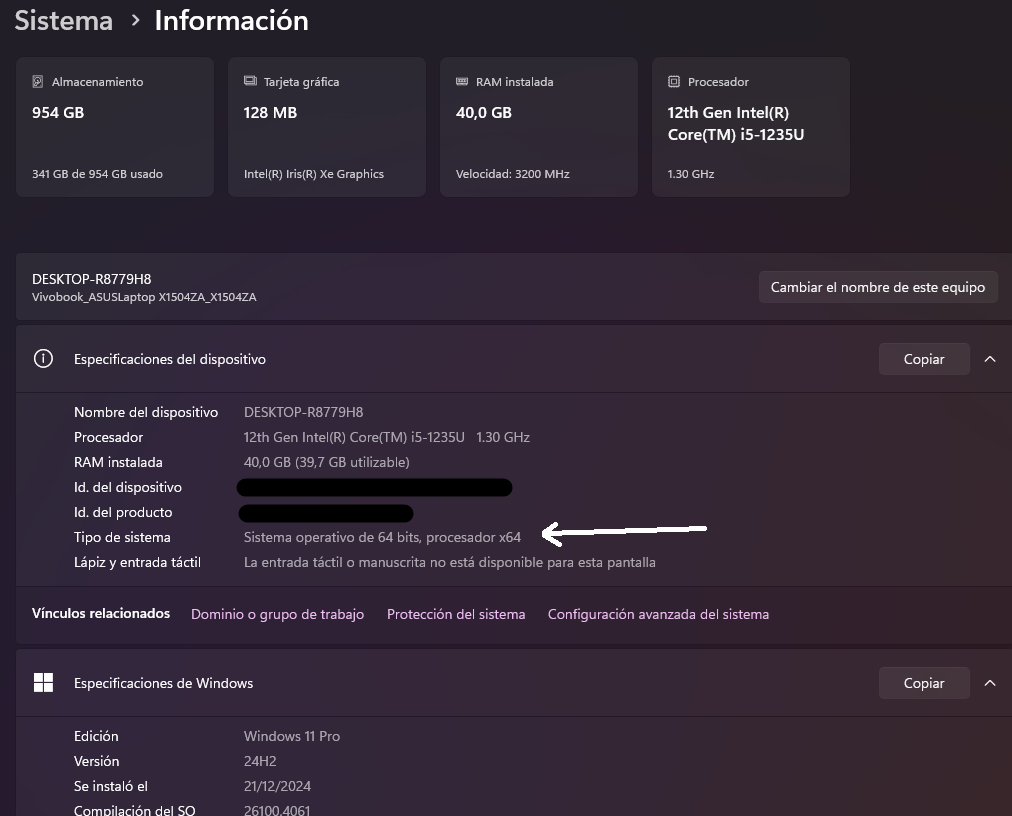 Sistema > Información
Almacenamiento
954 GB
341 GB de 954 GB usado
Tarjeta gráfica
128 MB
Intel(R) Iris(R) Xe Graphics
RAM instalada
40,0 GB
Velocidad: 3200 MHz
Procesador
12th Gen Intel(R)
Core(TM) i5-1235U
1.30 GHz
DESKTOP-R8779H8
Vivobook_ASUSLaptop X1504ZA_X1504ZA
Cambiar el nombre de este equipo
Especificaciones del dispositivo
Copiar
Nombre del dispositivo DESKTOP-R8779H8
Procesador 12th Gen Intel(R) Core(TM) i5-1235U 1.30 GHz
RAM instalada 40,0 GB (39,7 GB utilizable)
Id. del dispositivo
Id. del producto
Tipo de sistema Sistema operativo de 64 bits, procesador x64
Lápiz y entrada táctil La entrada táctil o manuscrita no está disponible para esta pantalla
Vínculos relacionados Dominio o grupo de trabajo Protección del sistema Configuración avanzada del sistema
Especificaciones de Windows
Copiar
Edición Windows 11 Pro
Versión 24H2
Se instaló el 21/12/2024
Compilación del SO 26100.4061